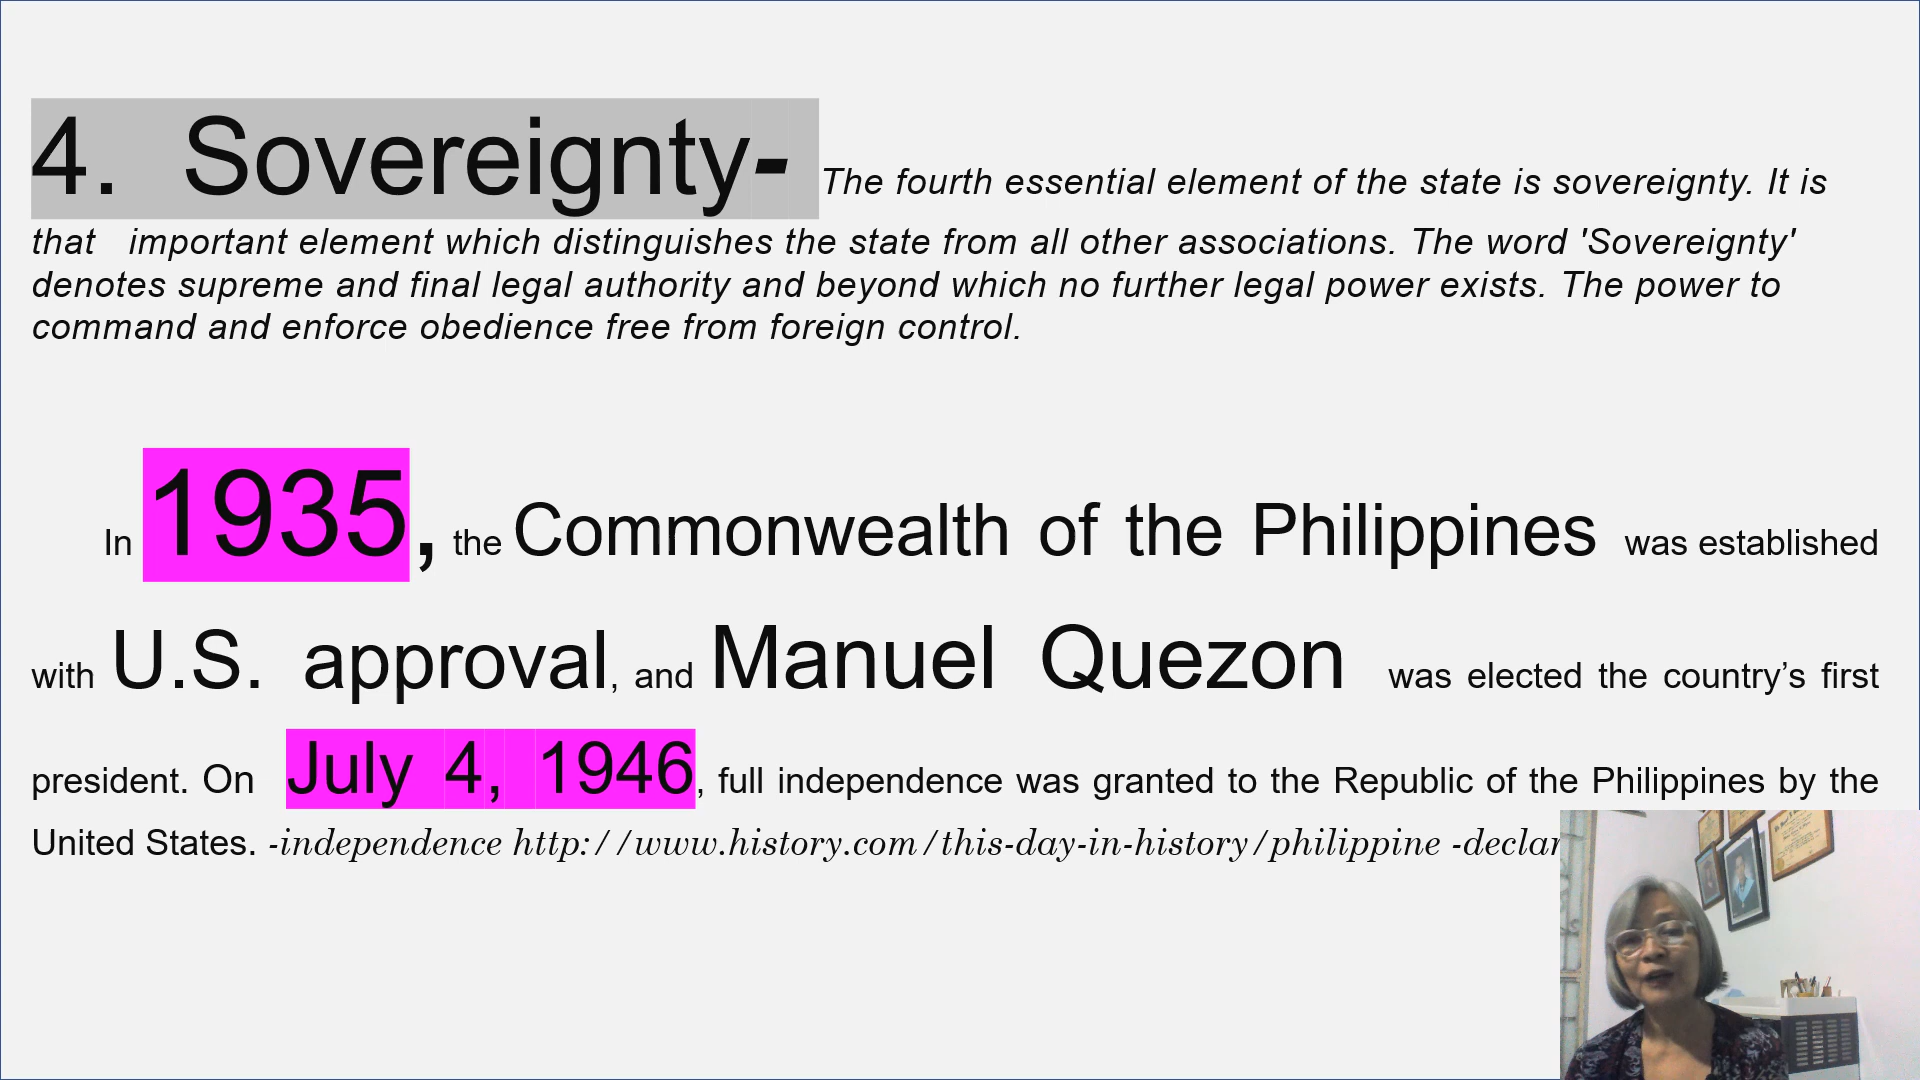 4. Sovereignty- The fourth essential element of the state is sovereignty. It is
that important element which distinguishes the state from all other associations. The word 'Sovereignty'
denotes supreme and final legal authority and beyond which no further legal power exists. The power to
command and enforce obedience free from foreign control.
In 1935, the Commonwealth of the Philippines was established
with U.S. approval, and Manuel Quezon was elected the country’s first
president. On July 4, 1946, full independence was granted to the Republic of the Philippines by the
United States. -independence http://www.history.com/this-day-in-history/philippine -declar